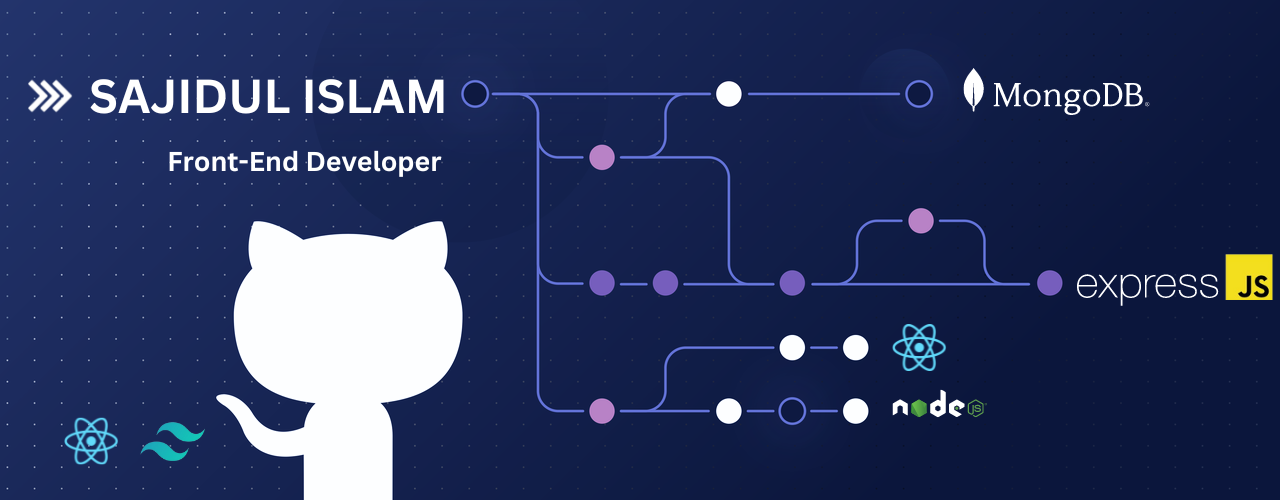 SAJIDUL ISLAM
Front-End Developer
MongoDB®
express JS
node JS